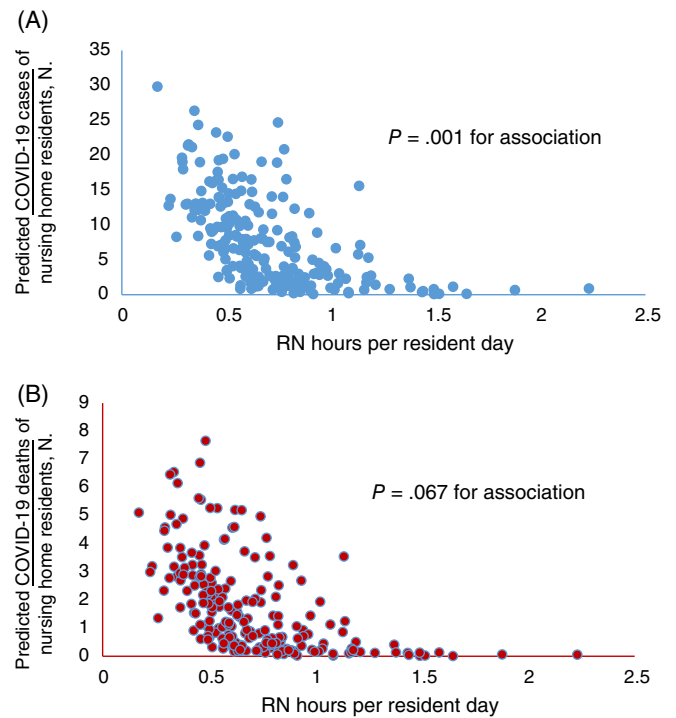 (A)
Predicted COVID-19 cases of
nursing home residents, N.
35
30
25
20
15
10
5
0
P = .001 for association
0 0.5 1 1.5 2 2.5
RN hours per resident day
(B)
Predicted COVID-19 deaths of
nursing home residents, N.
9
8
7
6
5
4
3
2
1
0
P = .067 for association
0 0.5 1 1.5 2 2.5
RN hours per resident day